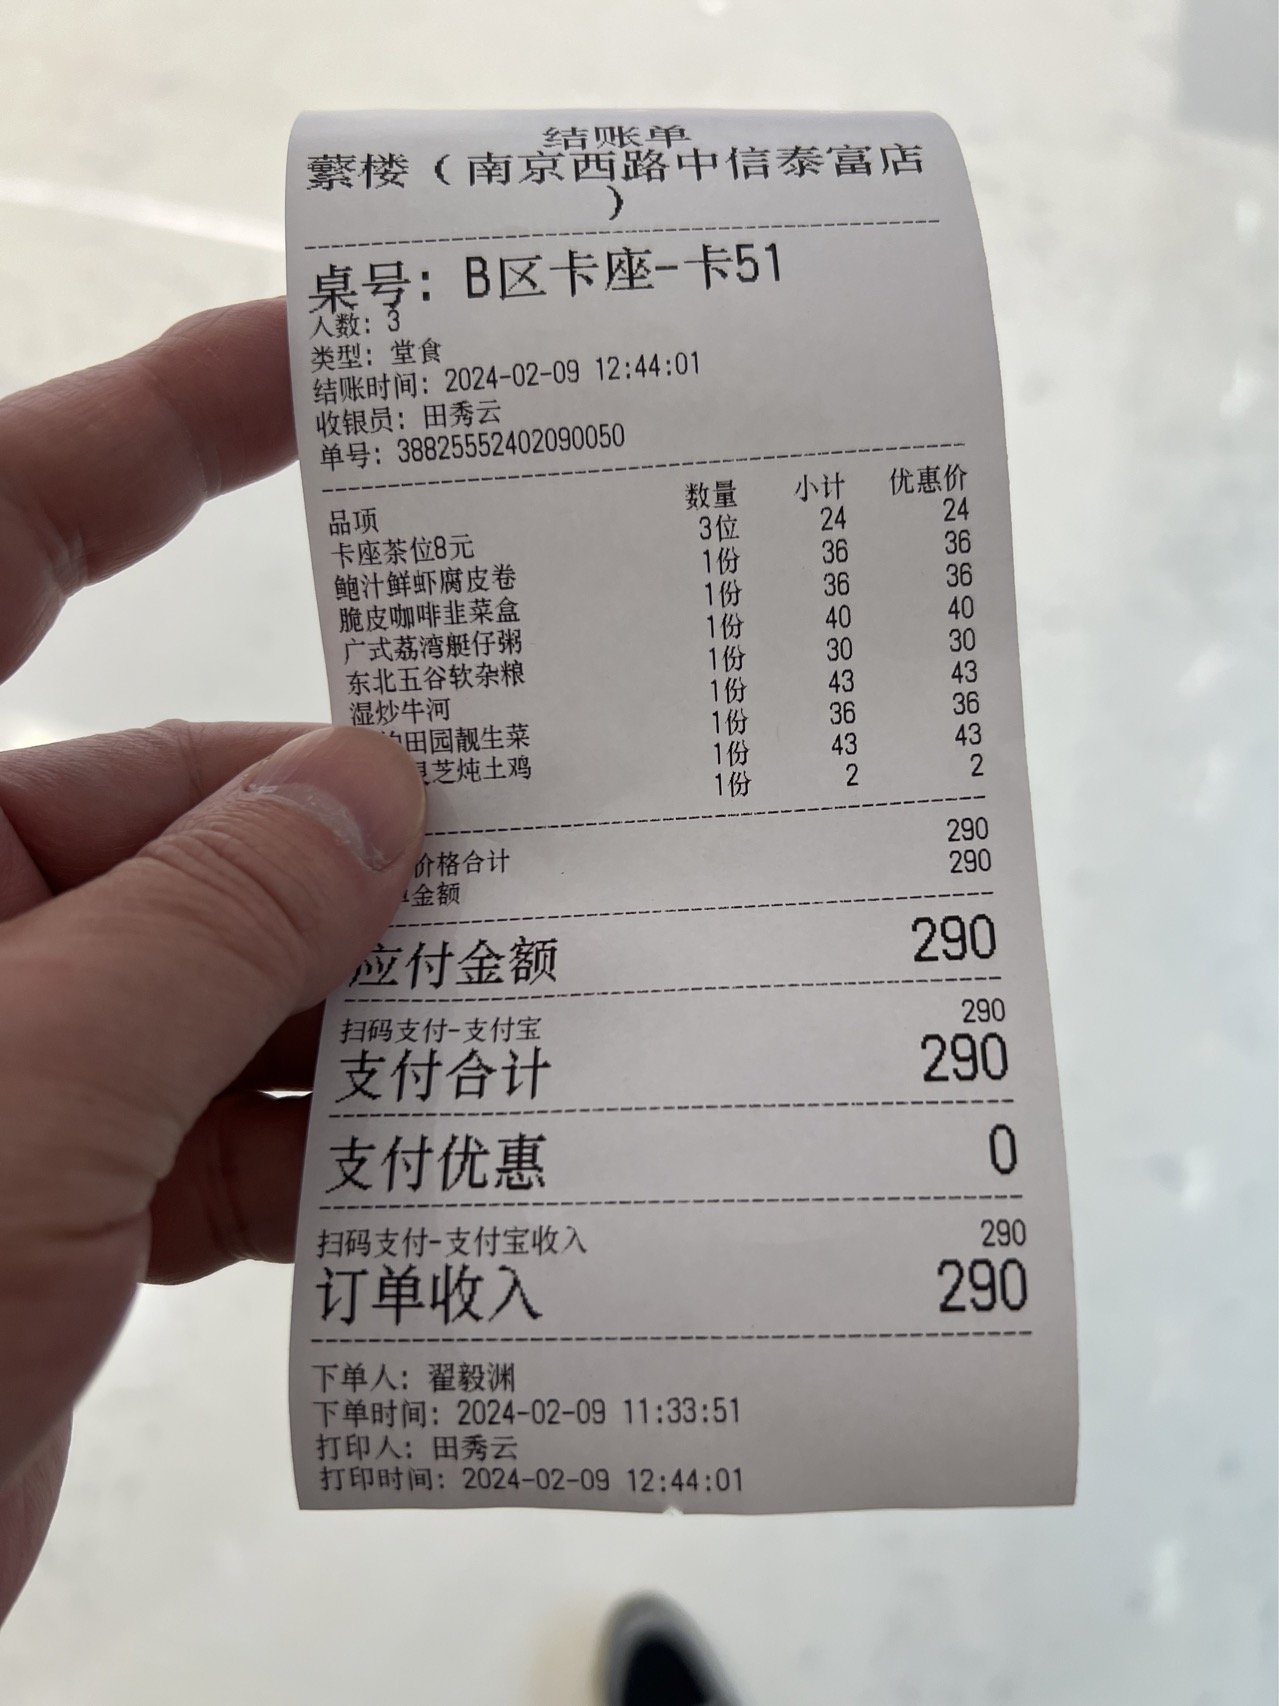 结账单
蘩楼（南京西路中信泰富店
）
桌号: B区卡座-卡51
人数: 3
类型: 堂食
结账时间: 2024-02-09 12:44:01
收银员: 田秀云
单号: 38825552402090050
品项 数量 小计 优惠价
卡座茶位8元 3位 24 24
鲍汁鲜虾腐皮卷 1份 36 36
脆皮咖啡韭菜盒 1份 36 36
广式荔湾艇仔粥 1份 40 40
东北五谷软杂粮 1份 30 30
湿炒牛河 1份 43 43
田园靓生菜 1份 36 36
灵芝炖土鸡 1份 43 43
1份 2 2
价格合计 290
金额 290
应付金额 290
扫码支付-支付宝 290
支付合计 290
支付优惠 0
扫码支付-支付宝收入 290
订单收入 290
下单人: 翟毅渊
下单时间: 2024-02-09 11:33:51
打印人: 田秀云
打印时间: 2024-02-09 12:44:01